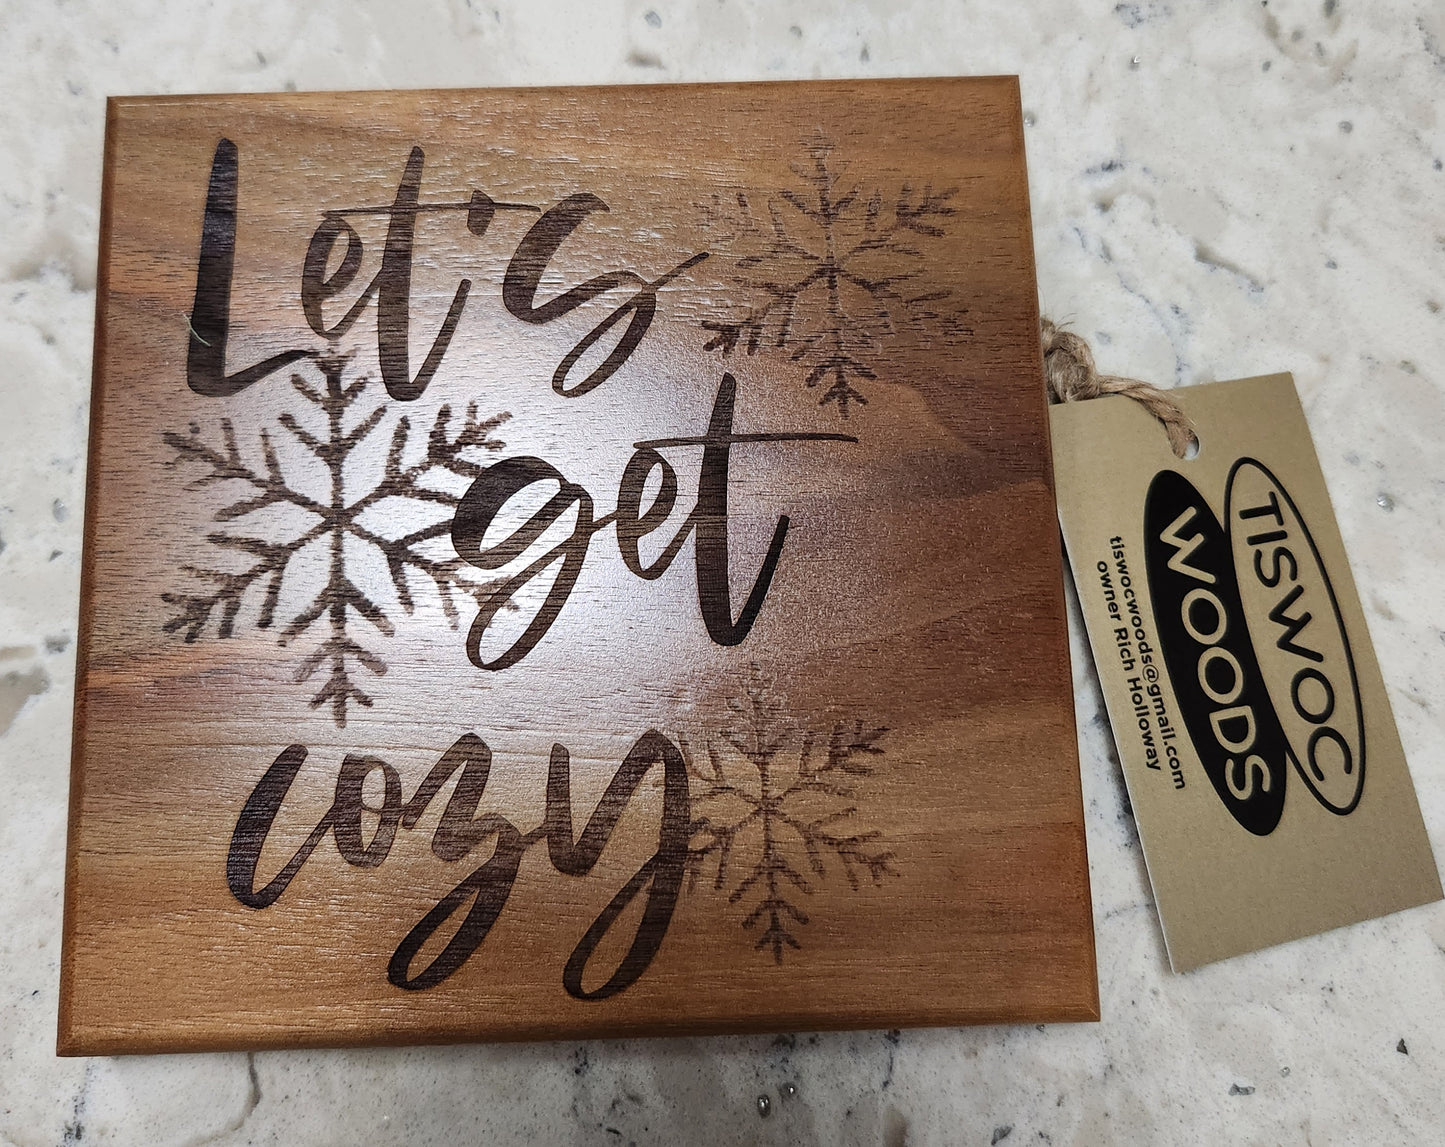 Let's
get
cozy
TISWOC
WOODS
tiswocwoods@gmail.com
owner Rich Holloway